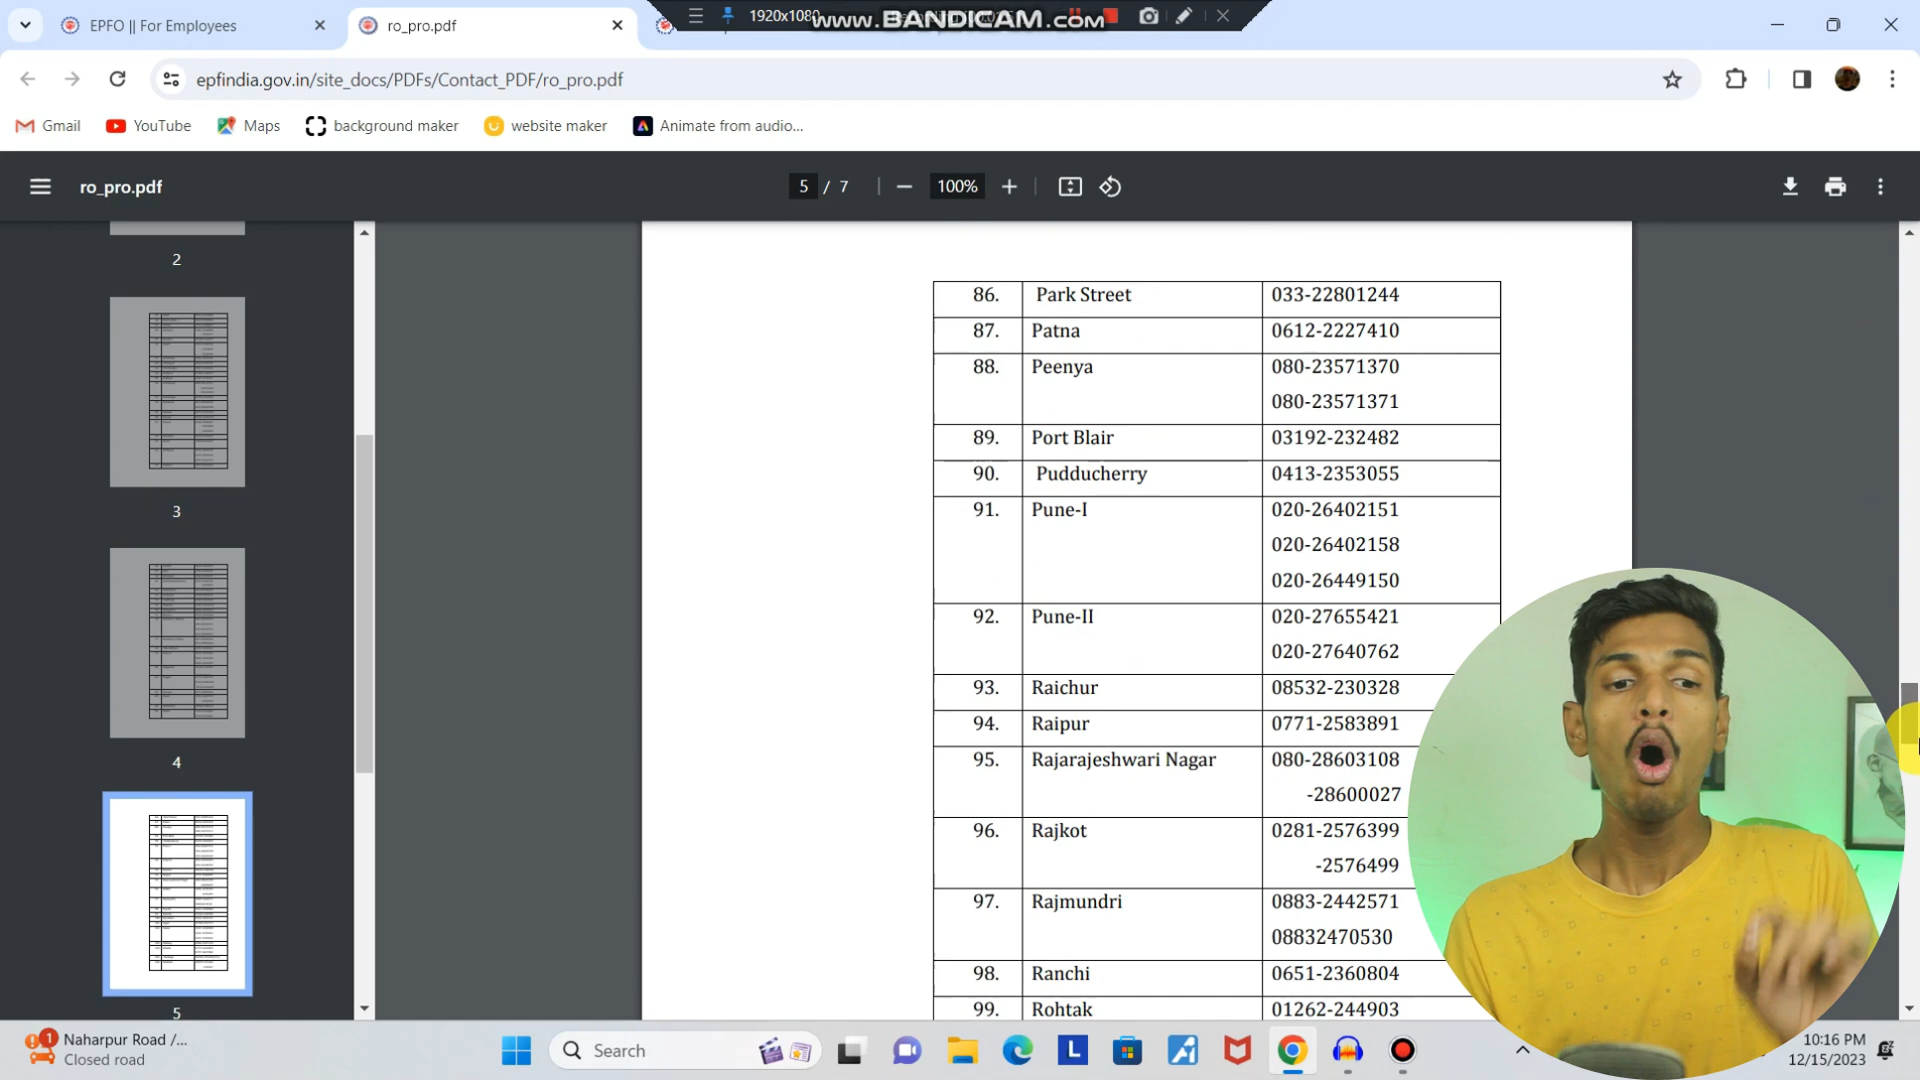 EPFO || For Employees
ro_pro.pdf
1920x1080
www.BANDICAM.com
epfindia.gov.in/site_docs/PDFs/Contact_PDF/ro_pro.pdf
Gmail
YouTube
Maps
background maker
website maker
Animate from audio...
ro_pro.pdf
5 / 7
100%
2
3
4
5
86. Park Street 033-22801244
87. Patna 0612-2227410
88. Peenya 080-23571370
080-23571371
89. Port Blair 03192-232482
90. Pudducherry 0413-2353055
91. Pune-I 020-26402151
020-26402158
020-26449150
92. Pune-II 020-27655421
020-27640762
93. Raichur 08532-230328
94. Raipur 0771-2583891
95. Rajarajeshwari Nagar 080-28603108
-28600027
96. Rajkot 0281-2576399
-2576499
97. Rajmundri 0883-2442571
08832470530
98. Ranchi 0651-2360804
99. Rohtak 01262-244903
1
Naharpur Road /...
Closed road
Search
L
10:16 PM
12/15/2023